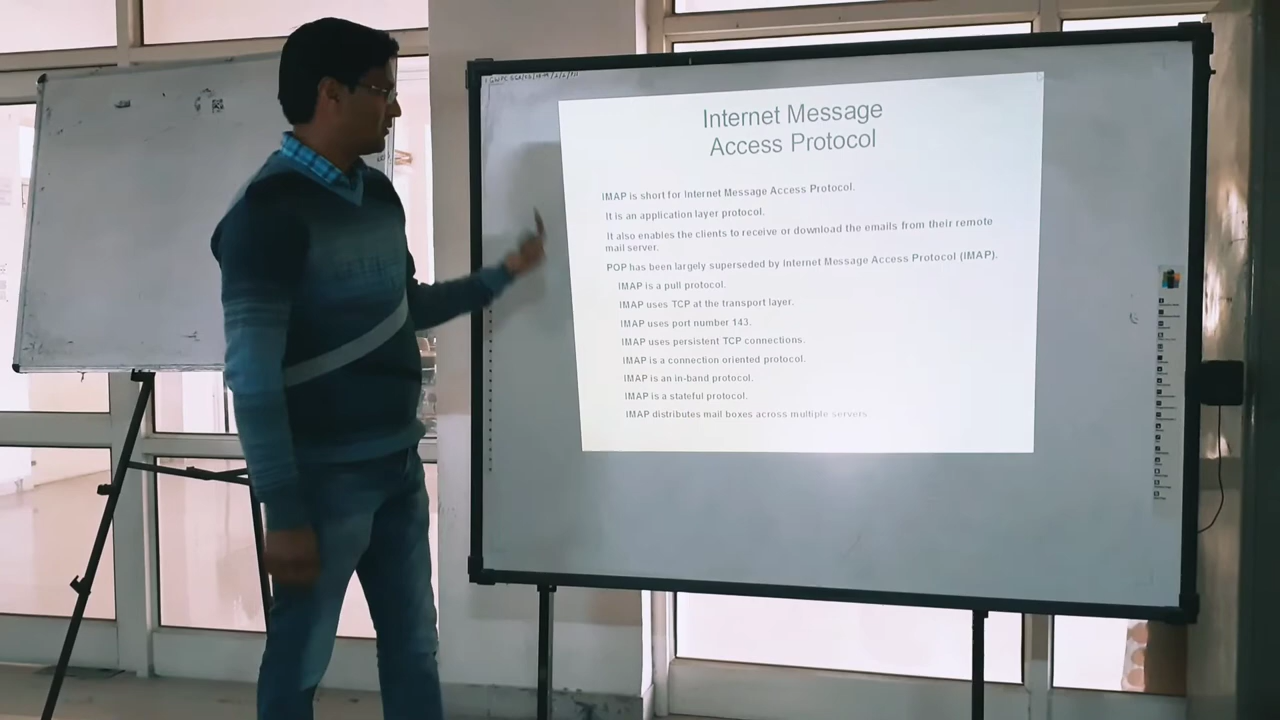 Internet Message
Access Protocol
IMAP is short for Internet Message Access Protocol.
It is an application layer protocol.
It also enables the clients to receive or download the emails from their remote
mail server.
POP has been largely superseded by Internet Message Access Protocol (IMAP).
IMAP is a pull protocol.
IMAP uses TCP at the transport layer.
IMAP uses port number 143.
IMAP uses persistent TCP connections.
IMAP is a connection oriented protocol.
IMAP is an in-band protocol.
IMAP is a stateful protocol.
IMAP distributes mail boxes across multiple servers